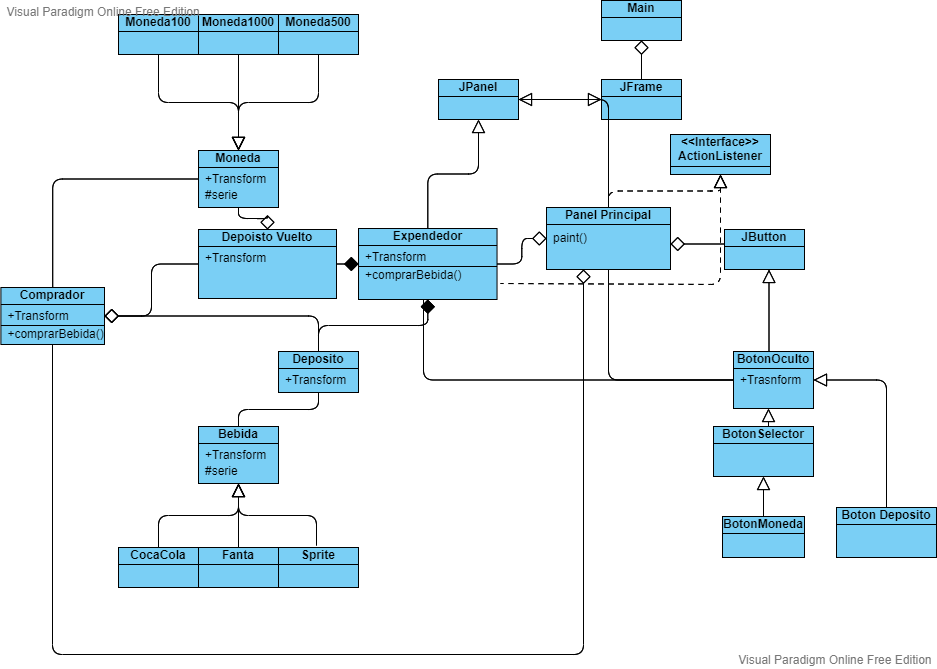 Visual Paradigm Online Free Edition
Main
Moneda100
Moneda1000
Moneda500
JPanel
JFrame
<<Interface>>
ActionListener
Moneda
+Transform
#serie
Panel Principal
paint()
Depoisto Vuelto
+Transform
Expendedor
+Transform
+comprarBebida()
JButton
Comprador
+Transform
+comprarBebida()
Deposito
+Transform
BotonOculto
+Trasnform
Bebida
+Transform
#serie
BotonSelector
BotonMoneda
Boton Deposito
CocaCola
Fanta
Sprite
Visual Paradigm Online Free Edition